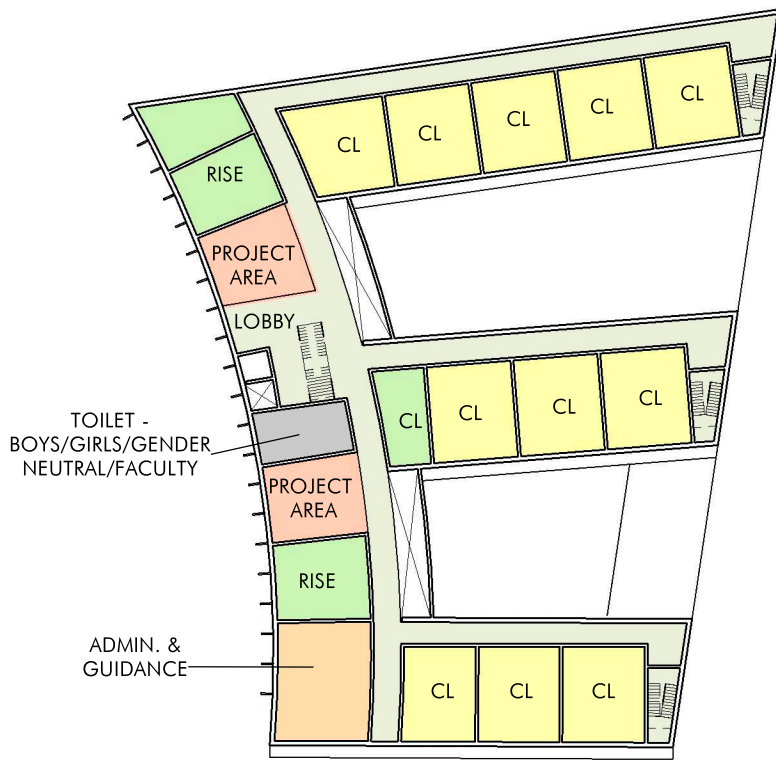 CL
CL
CL
CL
CL
RISE
PROJECT
AREA
LOBBY
CL
CL
CL
CL
TOILET -
BOYS/GIRLS/GENDER
NEUTRAL/FACULTY
PROJECT
AREA
RISE
ADMIN. &
GUIDANCE
CL
CL
CL